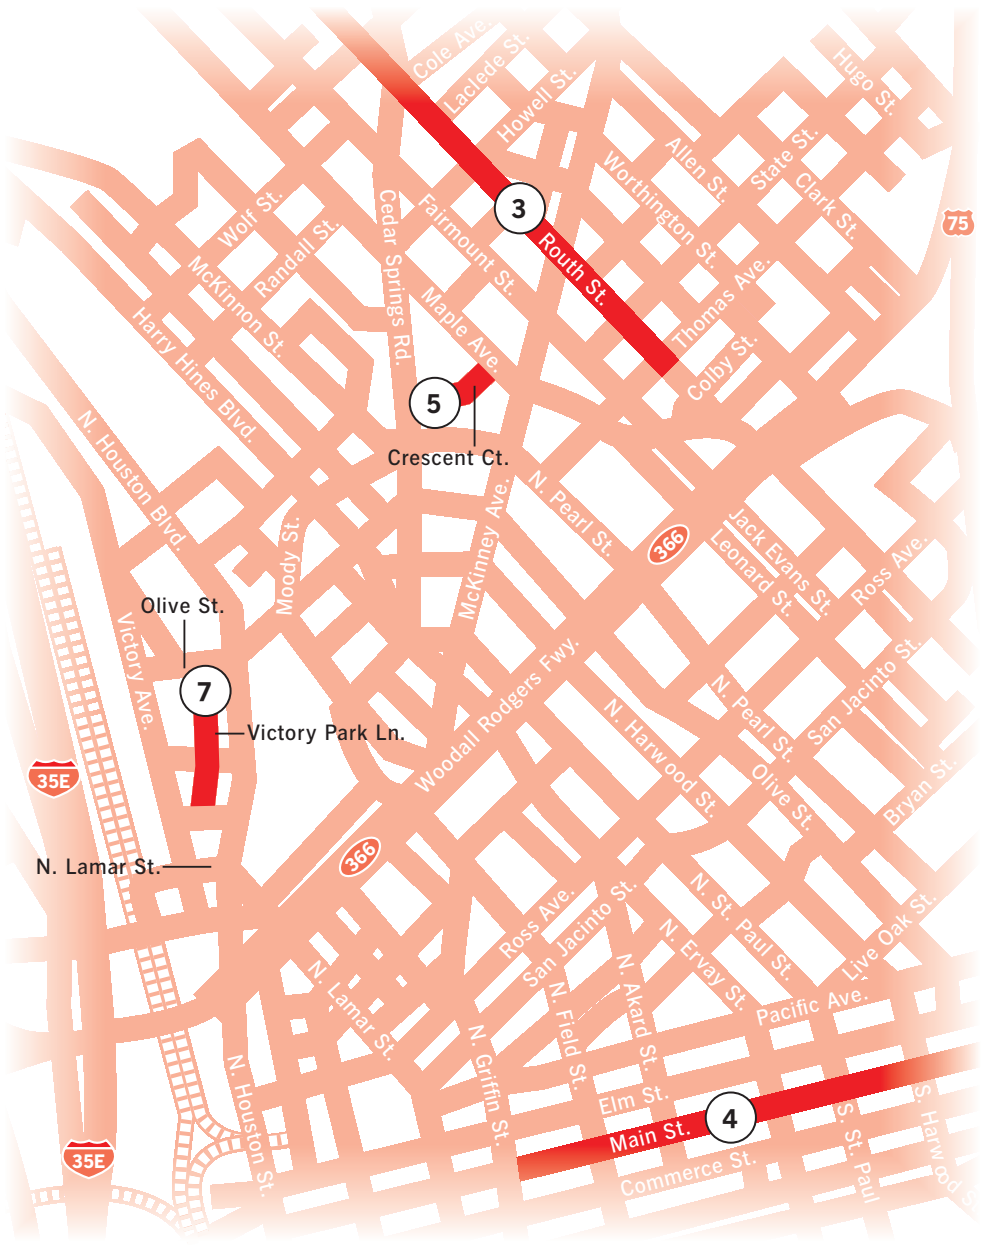 Cole Ave.
Laclede St.
Howell St.
Hugo St.
Allen St.
State St.
Worthington St.
Clark St.
3
75
Wolf St.
Cedar Springs Rd.
Fairmount St.
Randall St.
Routh St.
McKinnon St.
Thomas Ave.
Maple Ave.
Harry Hines Blvd.
Colby St.
5
Crescent Ct.
N. Houston Blvd.
N. Pearl St.
McKinney Ave.
Jack Evans St.
366
Leonard St.
Moody St.
Ross Ave.
Olive St.
Victory Ave.
7
Woodall Rodgers Fwy.
San Jacinto St.
N. Pearl St.
Victory Park Ln.
N. Harwood St.
35E
Olive St.
Bryan St.
366
N. Lamar St.
Ross Ave.
San Jacinto St.
N. St. Paul St.
Live Oak St.
N. Ervay St.
N. Lamar St.
N. Akard St.
N. Field St.
Pacific Ave.
N. Griffin St.
N. Houston St.
Elm St.
4
Main St.
S. St. Paul
S. Harwood S
35E
Commerce St.